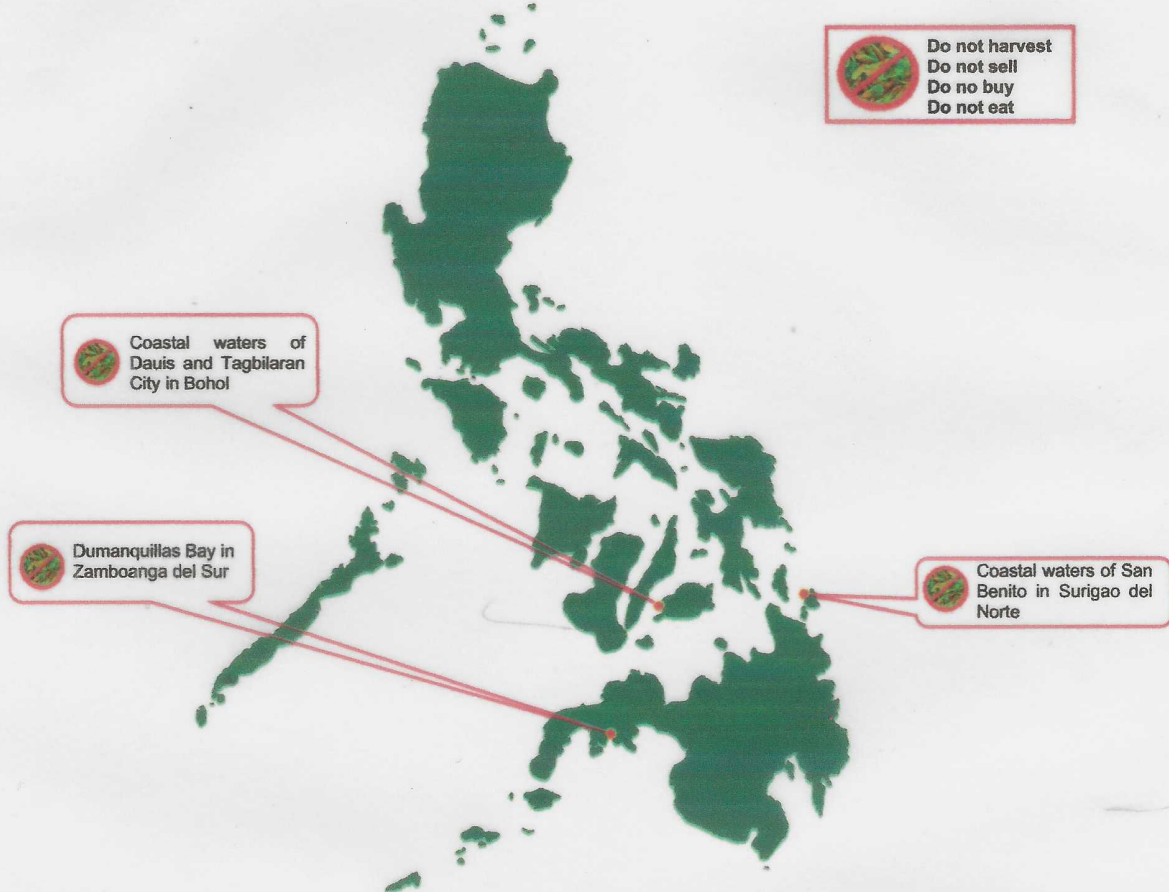 Do not harvest
Do not sell
Do no buy
Do not eat
Coastal waters of
Dauis and Tagbilaran
City in Bohol
Dumanquillas Bay in
Zamboanga del Sur
Coastal waters of San
Benito in Surigao del
Norte